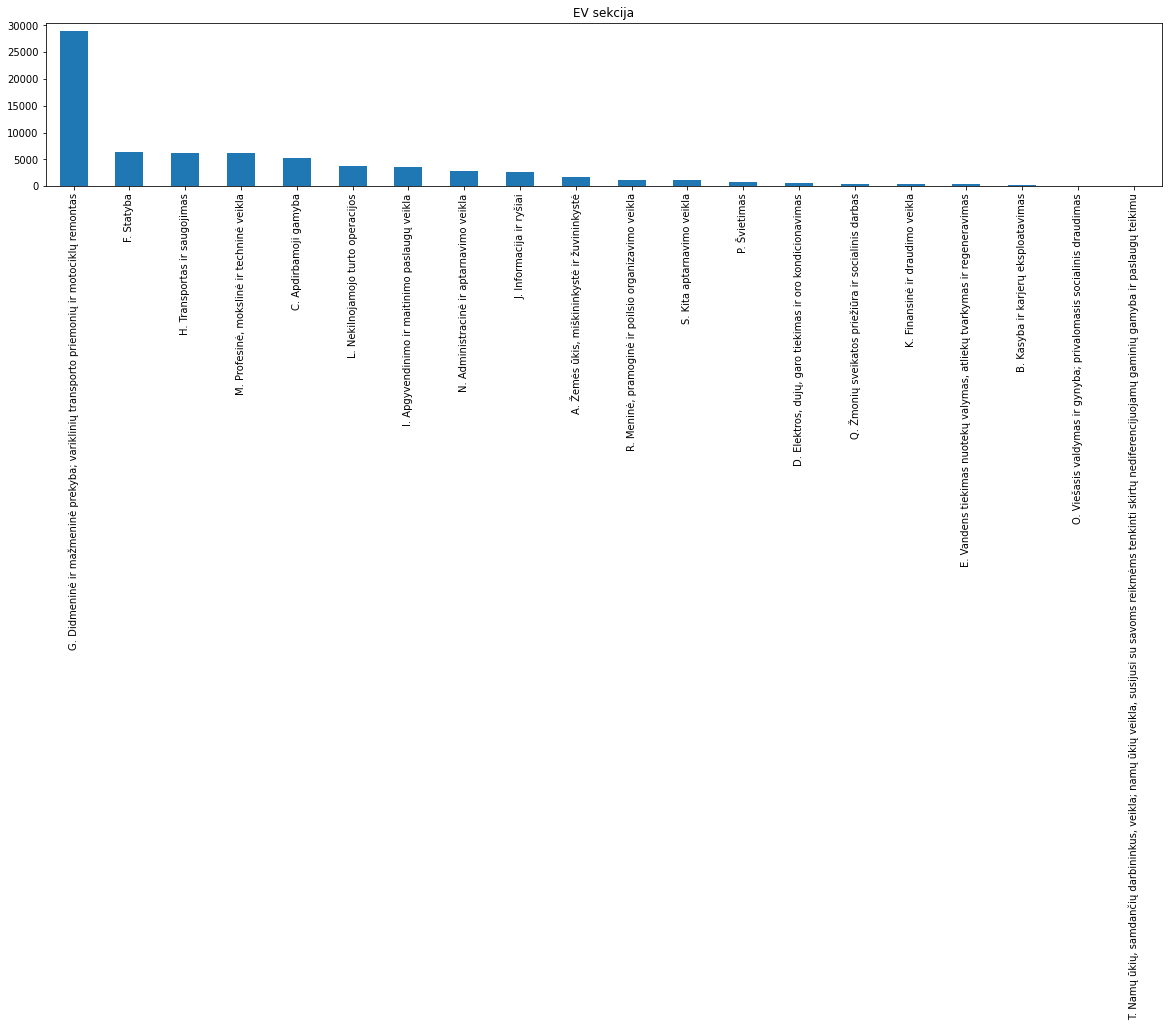 EV sekcija
30000
25000
20000
15000
10000
5000
0
G. Didmeninė ir mažmeninė prekyba; variklinių transporto priemonių ir motociklų remontas
F. Statyba
H. Transportas ir saugojimas
M. Profesinė, mokslinė ir techninė veikla
C. Apdirbamoji gamyba
L. Nekilnojamojo turto operacijos
I. Apgyvendinimo ir maitinimo paslaugų veikla
N. Administracinė ir aptarnavimo veikla
J. Informacija ir ryšiai
A. Žemės ūkis, miškininkystė ir žuvininkystė
R. Meninė, pramoginė ir poilsio organizavimo veikla
S. Kita aptarnavimo veikla
P. Švietimas
D. Elektros, dujų, garo tiekimas ir oro kondicionavimas
Q. Žmonių sveikatos priežiūra ir socialinis darbas
K. Finansinė ir draudimo veikla
E. Vandens tiekimas nuotekų valymas, atliekų tvarkymas ir regeneravimas
B. Kasyba ir karjerų eksploatavimas
O. Viešasis valdymas ir gynyba; privalomasis socialinis draudimas
T. Namų ūkių, samdančių darbininkus, veikla; namų ūkių veikla, susijusi su savoms reikmėms tenkinti skirtų nediferencijuojamų gaminių gamyba ir paslaugų teikimu